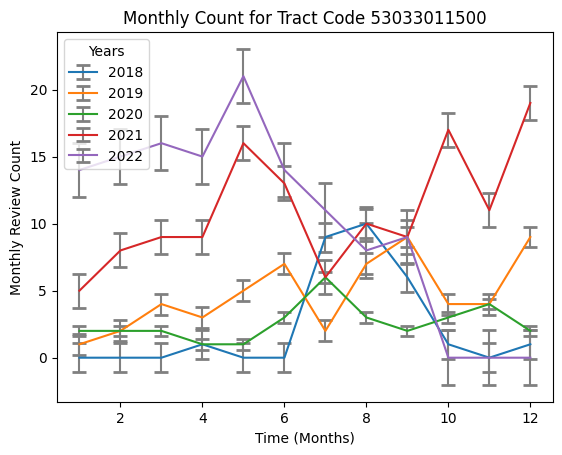 Monthly Count for Tract Code 53033011500
Years
2018
2019
2020
2021
2022
Monthly Review Count
20
15
10
5
0
2 4 6 8 10 12
Time (Months)